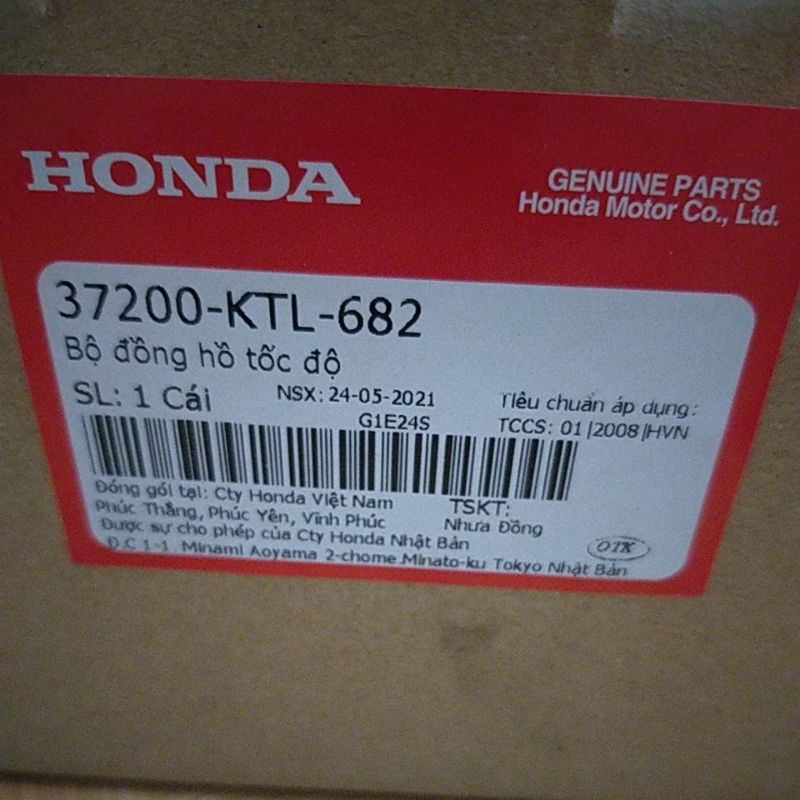 HONDA
GENUINE PARTS
Honda Motor Co., Ltd.
37200-KTL-682
Bộ đồng hồ tốc độ
SL: 1 Cái
NSX: 24-05-2021
G1E24S
Tiêu chuẩn áp dụng:
TCCS: 01|2008|HVN
Đóng gói tại: Cty Honda Việt Nam
Phúc Thắng, Phúc Yên, Vĩnh Phúc
Được sự cho phép của Cty Honda Nhật Bản
Đ.C 1-1 Minami Aoyama 2-chome Minato-ku Tokyo Nhật Bản
TSKT:
Nhựa Đồng
OTK